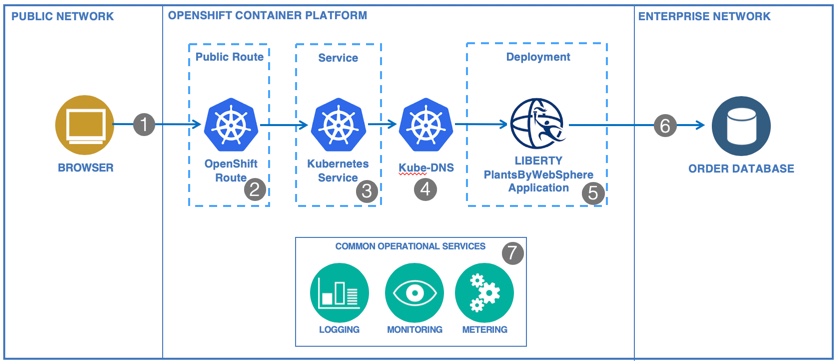 PUBLIC NETWORK
OPENSHIFT CONTAINER PLATFORM
ENTERPRISE NETWORK
Public Route
Service
Deployment
1
6
BROWSER
OpenShift
Route
2
Kubernetes
Service
3
Kube-DNS
4
LIBERTY
PlantsByWebSphere
Application
5
ORDER DATABASE
COMMON OPERATIONAL SERVICES
7
LOGGING
MONITORING
METERING